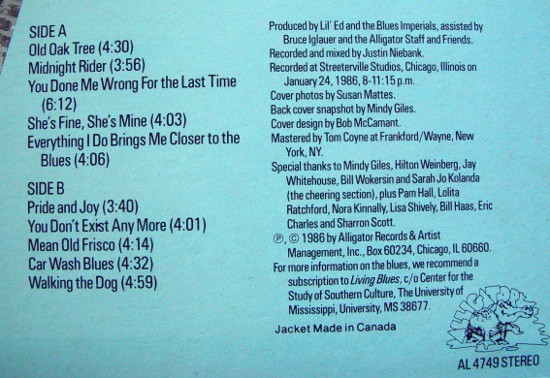 SIDE A
Old Oak Tree (4:30)
Midnight Rider (3:56)
You Done Me Wrong For the Last Time
(6:12)
She's Fine, She's Mine (4:03)
Everything I Do Brings Me Closer to the
Blues (4:06)
SIDE B
Pride and Joy (3:40)
You Don't Exist Any More (4:01)
Mean Old Frisco (4:14)
Car Wash Blues (4:32)
Walking the Dog (4:59)
Produced by Lil' Ed and the Blues Imperials, assisted by
Bruce Iglauer and the Alligator Staff and Friends.
Recorded and mixed by Justin Niebank.
Recorded at Streeterville Studios, Chicago, Illinois on
January 24, 1986, 8-11:15 p.m.
Cover photos by Susan Mattes.
Back cover snapshot by Mindy Giles.
Cover design by Bob McCamant.
Mastered by Tom Coyne at Frankford/Wayne, New
York, NY.
Special thanks to Mindy Giles, Hilton Weinberg, Jay
Whitehouse, Bill Wokersin and Sarah Jo Kolanda
(the cheering section), plus Pam Hall, Lolita
Ratchford, Nora Kinnally, Lisa Shively, Bill Haas, Eric
Charles and Sharron Scott.
℗, © 1986 by Alligator Records & Artist
Management, Inc., Box 60234, Chicago, IL 60660.
For more information on the blues, we recommend a
subscription to Living Blues, c/o Center for the
Study of Southern Culture, The University of
Mississippi, University, MS 38677.
Jacket Made in Canada
ALLIGATOR
AL 4749 STEREO